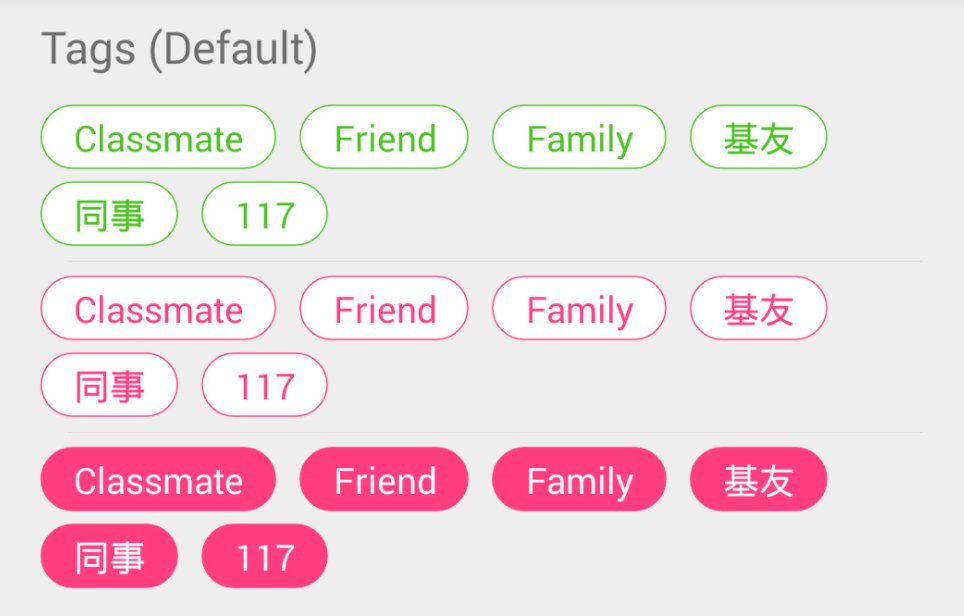 Tags (Default)
Classmate Friend Family 基友
同事 117
Classmate Friend Family 基友
同事 117
Classmate Friend Family 基友
同事 117